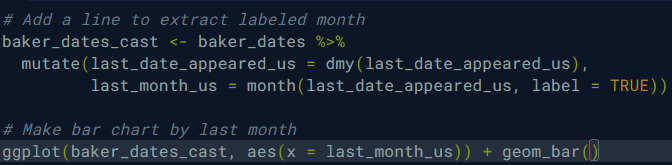 # Add a line to extract labeled month
baker_dates_cast <- baker_dates %>%
  mutate(last_date_appeared_us = dmy(last_date_appeared_us),
         last_month_us = month(last_date_appeared_us, label = TRUE))

# Make bar chart by last month
ggplot(baker_dates_cast, aes(x = last_month_us)) + geom_bar()